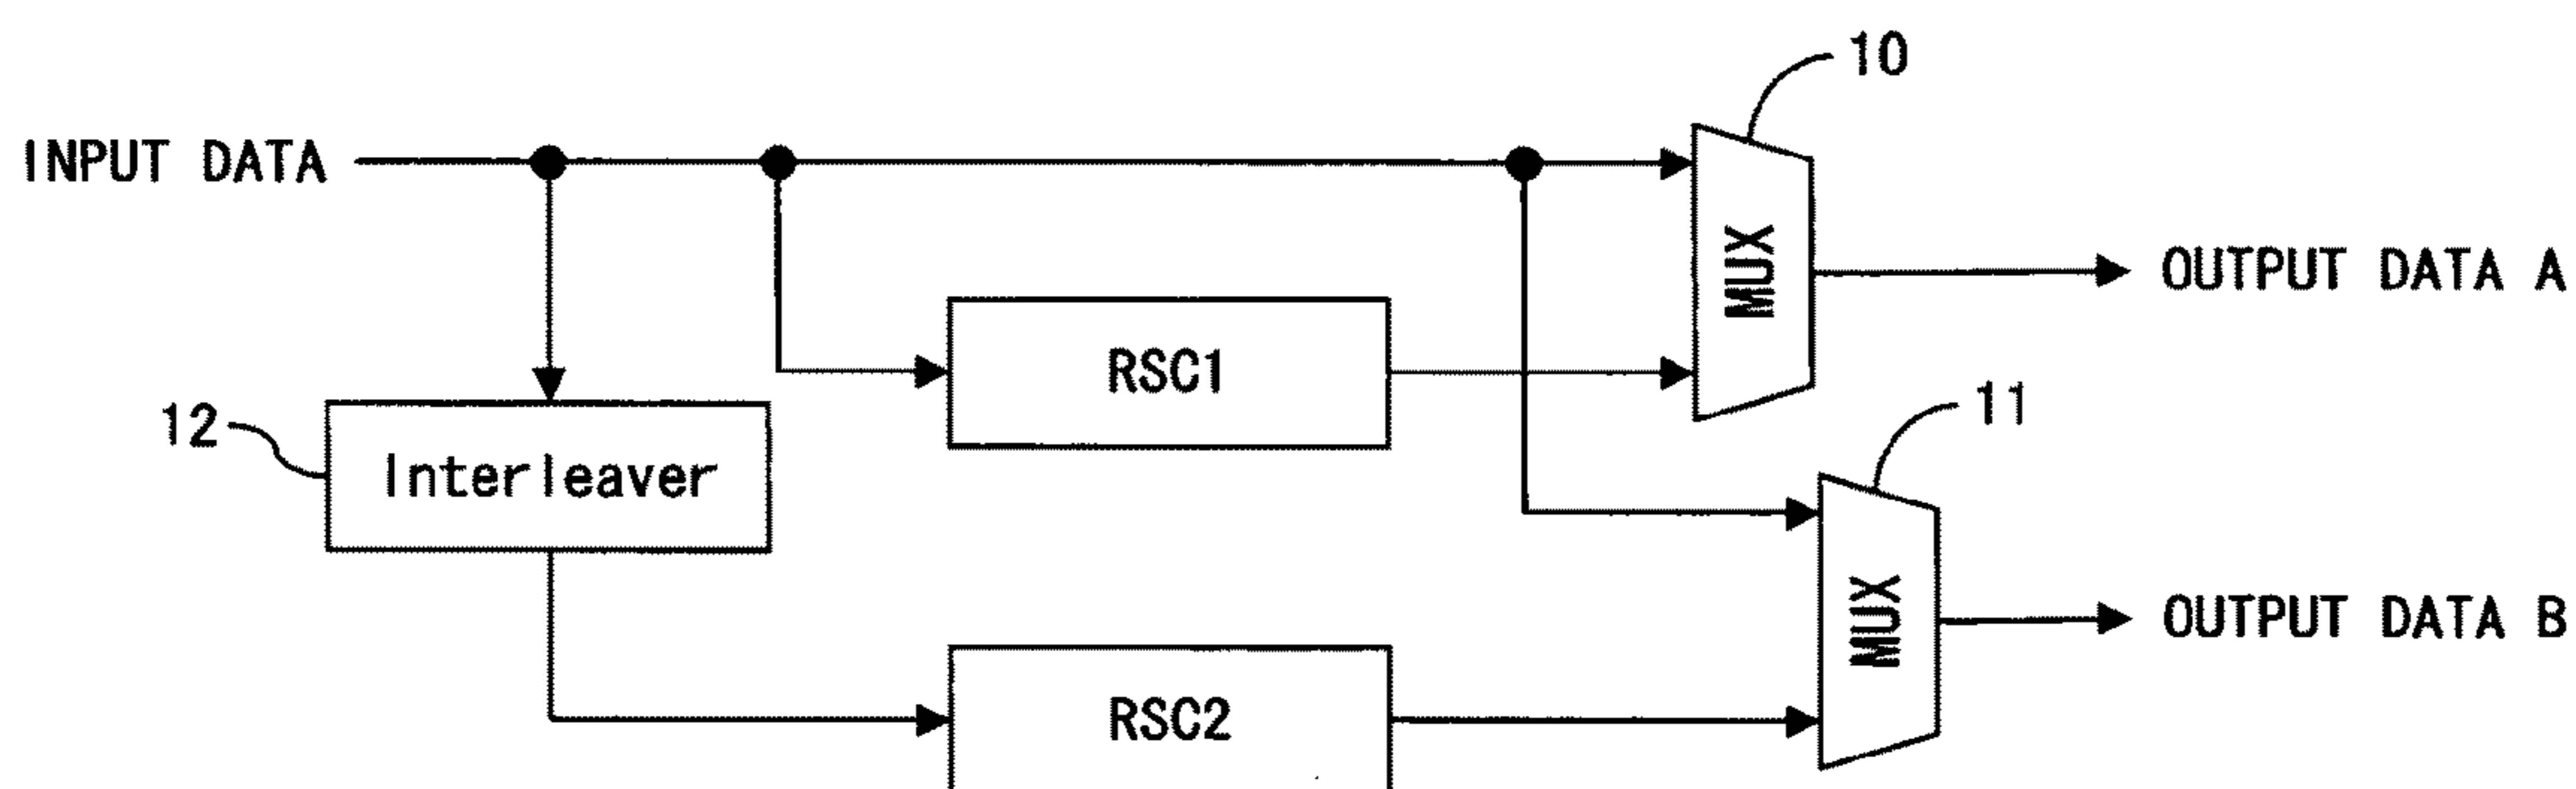 10
INPUT DATA
MUX
OUTPUT DATA A
RSC1
11
12
Interleaver
MUX
OUTPUT DATA B
RSC2